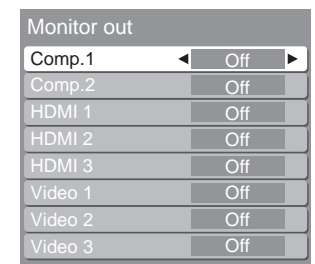 Monitor out
Comp.1 ◄ Off ►
Comp.2 Off
HDMI 1 Off
HDMI 2 Off
HDMI 3 Off
Video 1 Off
Video 2 Off
Video 3 Off